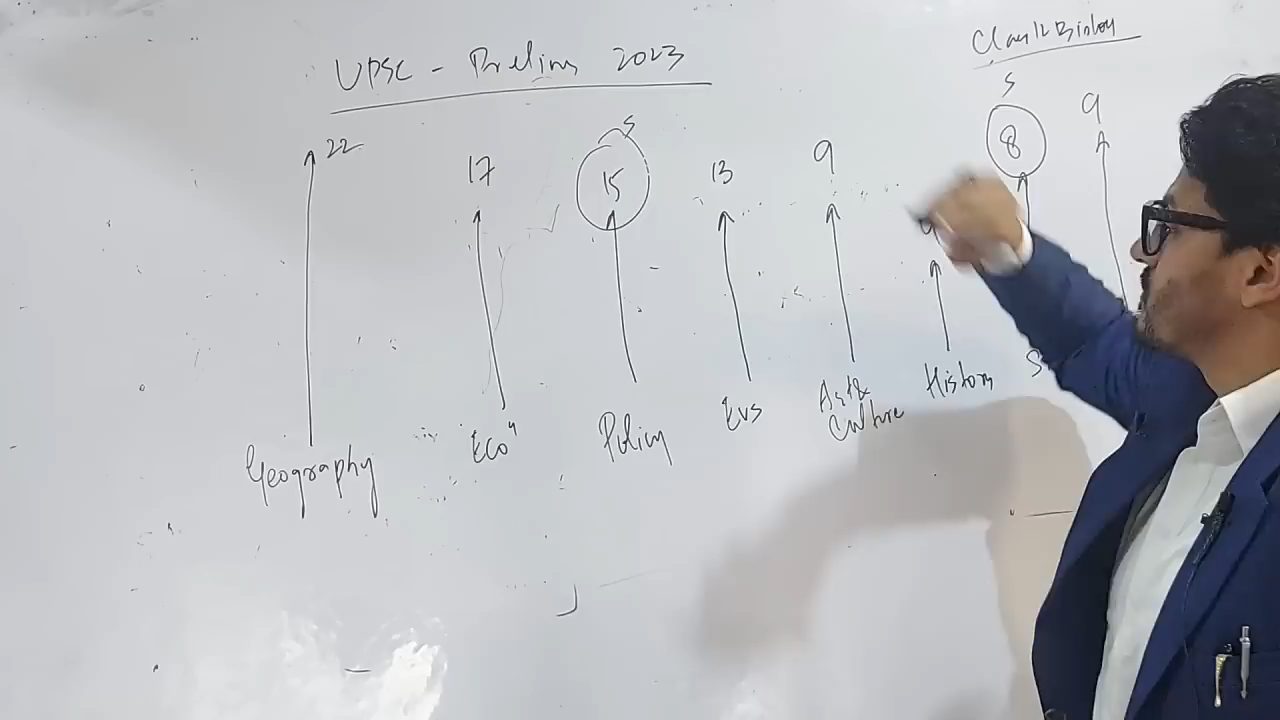 UPSC - Prelims 2023
Class 12 Biology
22
17
15
5
13
9
9
5
8
9
Geography
Eco"
Polity
EVS
Art &
Culture
History
S